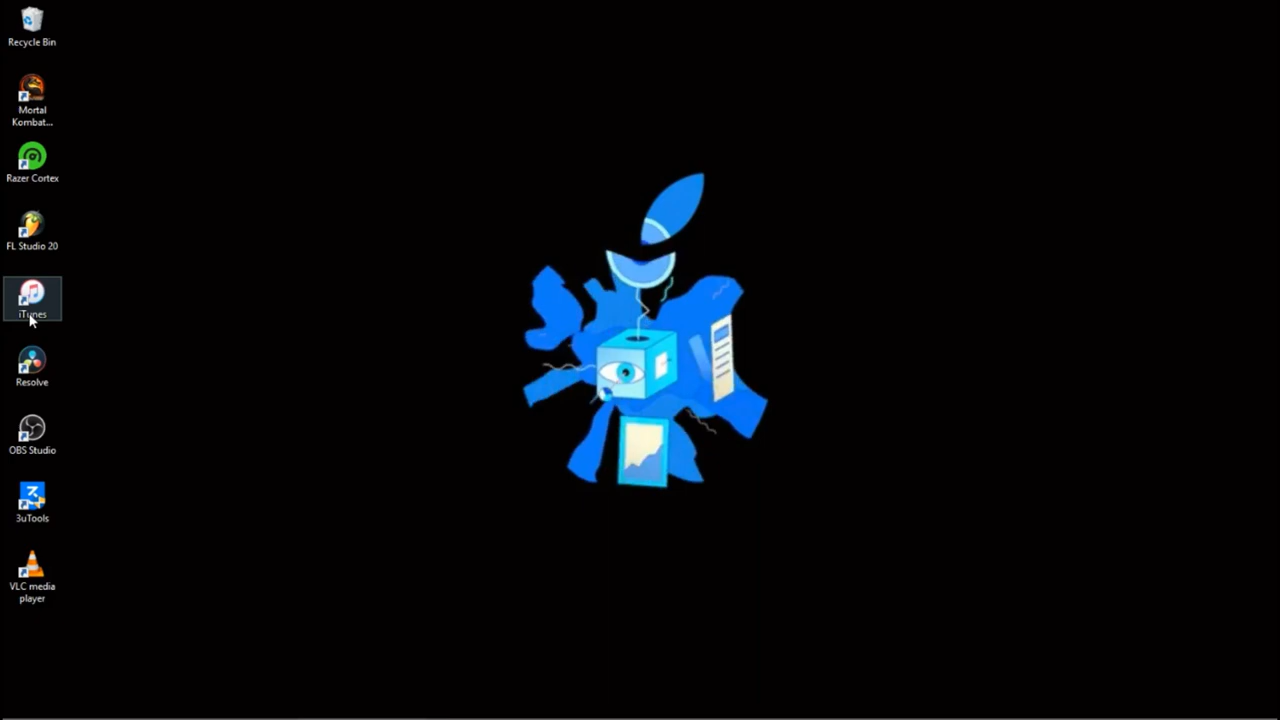 Recycle Bin
Mortal
Kombat...
Razer Cortex
FL Studio 20
iTunes
Resolve
OBS Studio
3uTools
VLC media
player